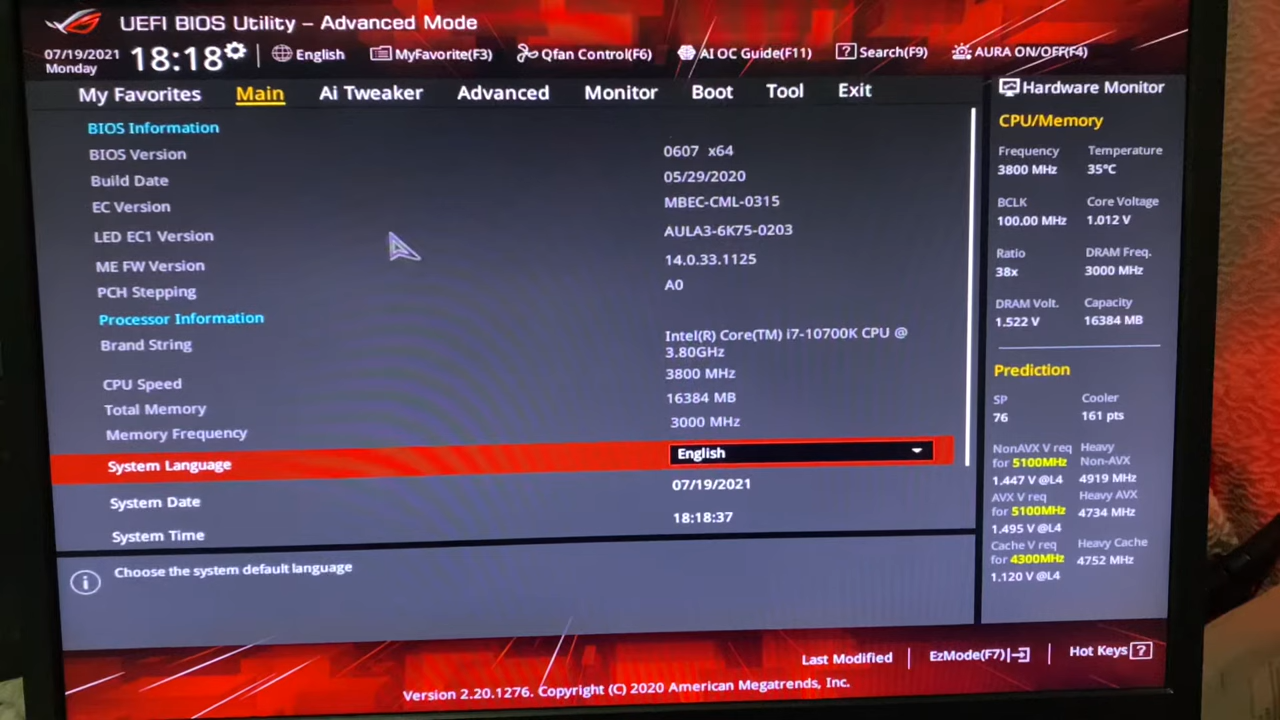 UEFI BIOS Utility – Advanced Mode
07/19/2021
Monday
18:18
English
MyFavorite(F3)
Qfan Control(F6)
AI OC Guide(F11)
Search(F9)
AURA ON/OFF(F4)
My Favorites
Main
Ai Tweaker
Advanced
Monitor
Boot
Tool
Exit
BIOS Information
BIOS Version 0607 x64
Build Date 05/29/2020
EC Version MBEC-CML-0315
LED EC1 Version AULA3-6K75-0203
ME FW Version 14.0.33.1125
PCH Stepping A0
Processor Information
Brand String Intel(R) Core(TM) i7-10700K CPU @
3.80GHz
CPU Speed 3800 MHz
Total Memory 16384 MB
Memory Frequency 3000 MHz
System Language English
System Date 07/19/2021
System Time 18:18:37
Choose the system default language
Hardware Monitor
CPU/Memory
Frequency Temperature
3800 MHz 35°C
BCLK Core Voltage
100.00 MHz 1.012 V
Ratio DRAM Freq.
38x 3000 MHz
DRAM Volt. Capacity
1.522 V 16384 MB
Prediction
SP Cooler
76 161 pts
NonAVX V req Heavy
for 5100MHz Non-AVX
1.447 V @L4 4919 MHz
AVX V req Heavy AVX
for 5100MHz 4734 MHz
1.495 V @L4
Cache V req Heavy Cache
for 4300MHz 4752 MHz
1.120 V @L4
Last Modified
EzMode(F7)
Hot Keys ?
Version 2.20.1276. Copyright (C) 2020 American Megatrends, Inc.